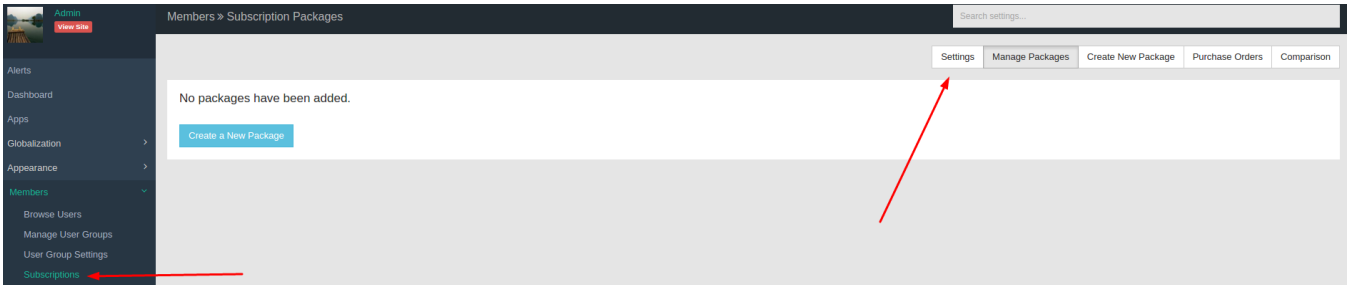 Admin
View Site
Members » Subscription Packages
Search settings...
Settings
Manage Packages
Create New Package
Purchase Orders
Comparison
Alerts
Dashboard
Apps
Globalization
Appearance
Members
Browse Users
Manage User Groups
User Group Settings
Subscriptions
No packages have been added.
Create a New Package